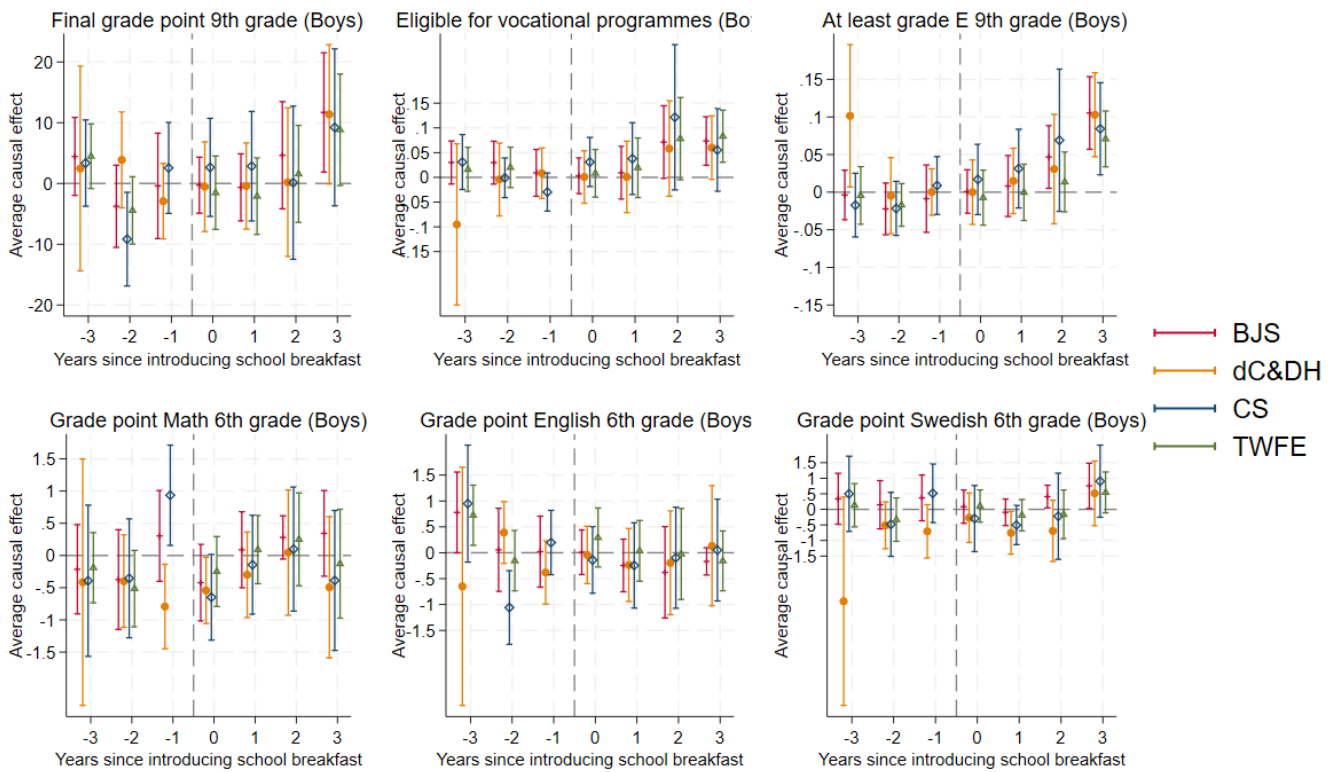 Final grade point 9th grade (Boys)
Eligible for vocational programmes (Bo
At least grade E 9th grade (Boys)
Average causal effect
20
10
0
-10
-20
-3 -2 -1 0 1 2 3
Years since introducing school breakfast
Average causal effect
.15
.1
.05
0
.05
-.1
.15
-3 -2 -1 0 1 2 3
Years since introducing school breakfast
Average causal effect
.15
.1
.05
0
-.05
-.1
-.15
-3 -2 -1 0 1 2 3
Years since introducing school breakfast
BJS
dC&DH
CS
TWFE
Grade point Math 6th grade (Boys)
Grade point English 6th grade (Boys
Grade point Swedish 6th grade (Boys)
Average causal effect
1.5
1
.5
0
-.5
-1
-1.5
-3 -2 -1 0 1 2 3
Years since introducing school breakfast
Average causal effect
1.5
1
.5
0
-.5
-1
-1.5
-3 -2 -1 0 1 2 3
Years since introducing school breakfast
Average causal effect
1.5
1
.5
0
-.5
-1
-1.5
-3 -2 -1 0 1 2 3
Years since introducing school breakfast